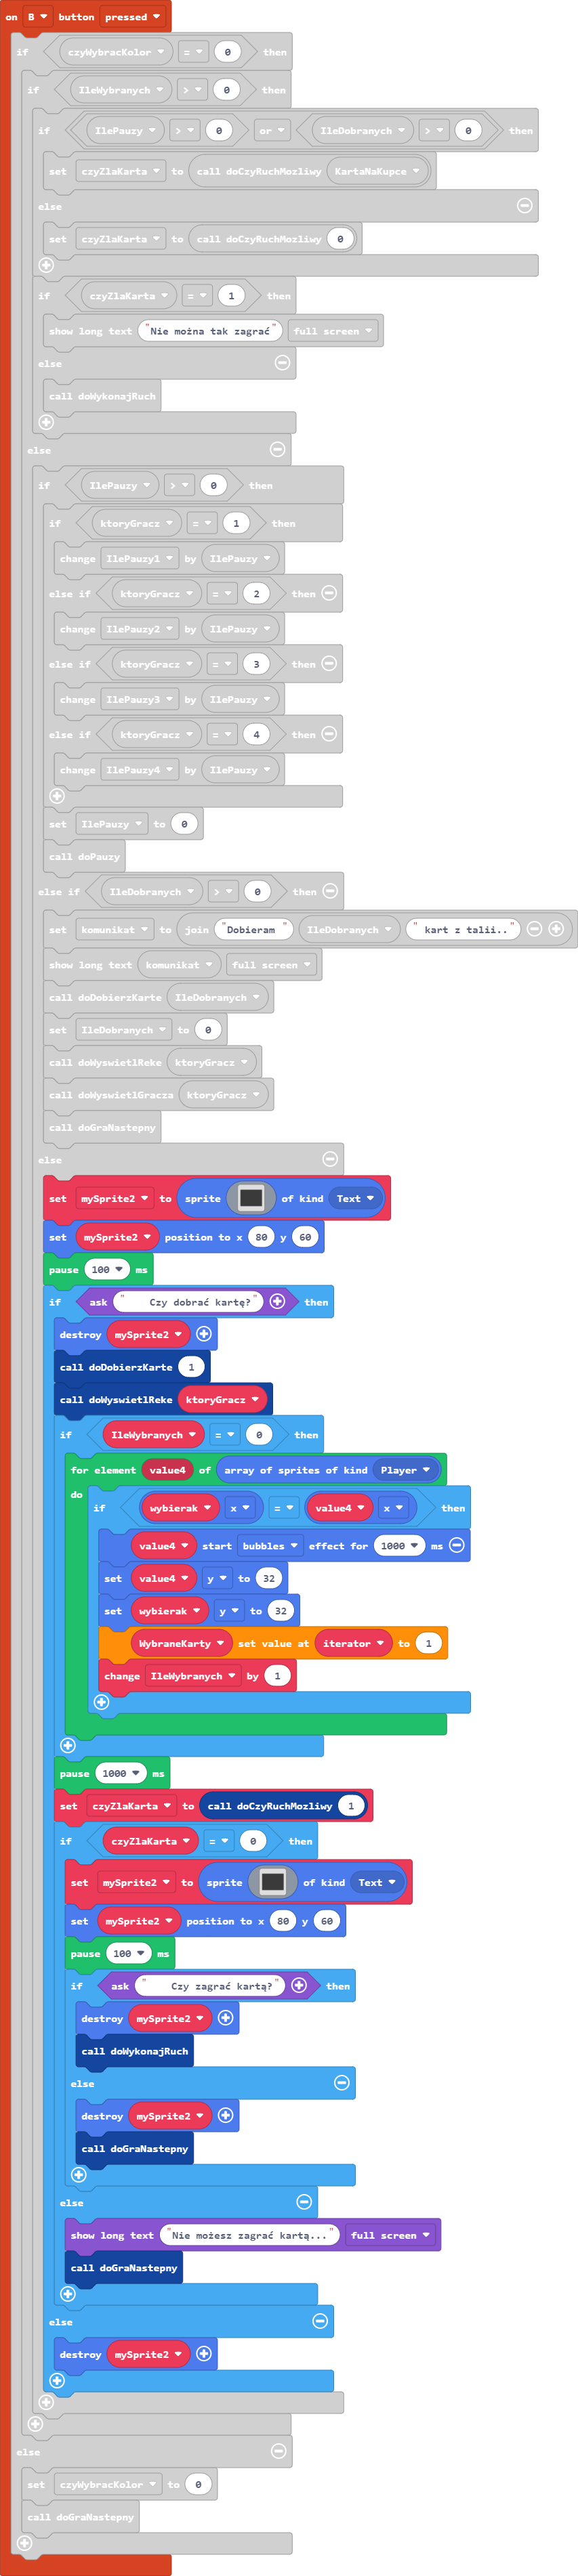 on B button pressed
if czyWybracKolor = 0 then
if IleWybranych > 0 then
if IlePauzy > 0 or IleDobranych > 0 then
set czyZlaKarta to call doCzyRuchMozliwy KartaNaKupce
else
set czyZlaKarta to call doCzyRuchMozliwy 0
if czyZlaKarta = 1 then
show long text "Nie można tak zagrać" full screen
else
call doWykonajRuch
else
if IlePauzy > 0 then
if ktoryGracz = 1 then
change IlePauzy1 by IlePauzy
else if ktoryGracz = 2 then
change IlePauzy2 by IlePauzy
else if ktoryGracz = 3 then
change IlePauzy3 by IlePauzy
else if ktoryGracz = 4 then
change IlePauzy4 by IlePauzy
set IlePauzy to 0
call doPauzy
else if IleDobranych > 0 then
set komunikat to join "Dobieram " IleDobranych " kart z talii.."
show long text komunikat full screen
call doDobierzKarte IleDobranych
set IleDobranych to 0
call doWyswietlReke ktoryGracz
call doWyswietlGracza ktoryGracz
call doGraNastepny
else
set mySprite2 to sprite of kind Text
set mySprite2 position to x 80 y 60
pause 100 ms
if ask " Czy dobrać kartę?" then
destroy mySprite2
call doDobierzKarte 1
call doWyswietlReke ktoryGracz
if IleWybranych = 0 then
for element value4 of array of sprites of kind Player
do if wybierak x = value4 x then
value4 start bubbles effect for 1000 ms
set value4 y to 32
set wybierak y to 32
WybraneKarty set value at iterator to 1
change IleWybranych by 1
pause 1000 ms
set czyZlaKarta to call doCzyRuchMozliwy 1
if czyZlaKarta = 0 then
set mySprite2 to sprite of kind Text
set mySprite2 position to x 80 y 60
pause 100 ms
if ask " Czy zagrać kartą?" then
destroy mySprite2
call doWykonajRuch
else
destroy mySprite2
call doGraNastepny
else
show long text "Nie możesz zagrać kartą..." full screen
call doGraNastepny
else
destroy mySprite2
else
set czyWybracKolor to 0
call doGraNastepny